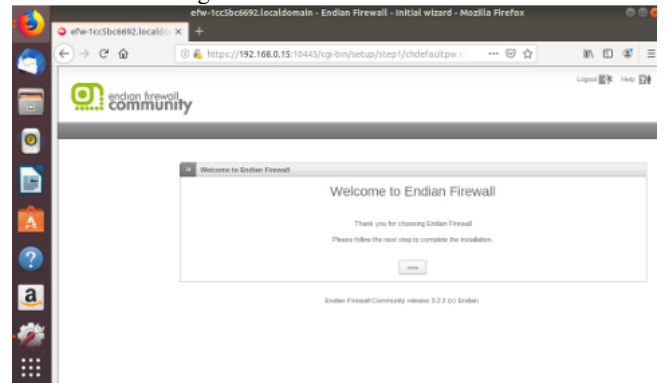 efw-1cc5bc6692.localdomain - Endian Firewall - Initial wizard - Mozilla Firefox
efw-1cc5bc6692.localdo
https://192.168.0.15:10443/cgi-bin/setup/step1/chdefaultpw.c
Logout Help
endian firewall
community
Welcome to Endian Firewall
Welcome to Endian Firewall
Thank you for choosing Endian Firewall
Please follow the next step to complete the installation.
>>>
Endian Firewall Community release 3.2.2 (c) Endian